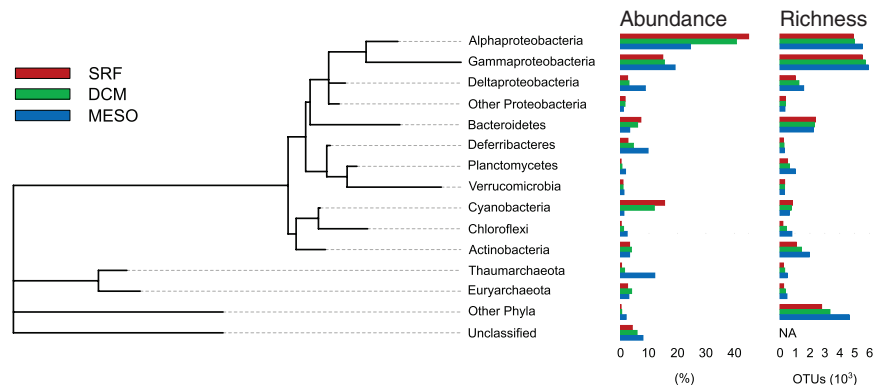 Abundance Richness
SRF
DCM
MESO
Alphaproteobacteria
Gammaproteobacteria
Deltaproteobacteria
Other Proteobacteria
Bacteroidetes
Deferribacteres
Planctomycetes
Verrucomicrobia
Cyanobacteria
Chloroflexi
Actinobacteria
Thaumarchaeota
Euryarchaeota
Other Phyla
Unclassified
NA
0 10 20 30 40
0 1 2 3 4 5 6
(%)
OTUs (10³)